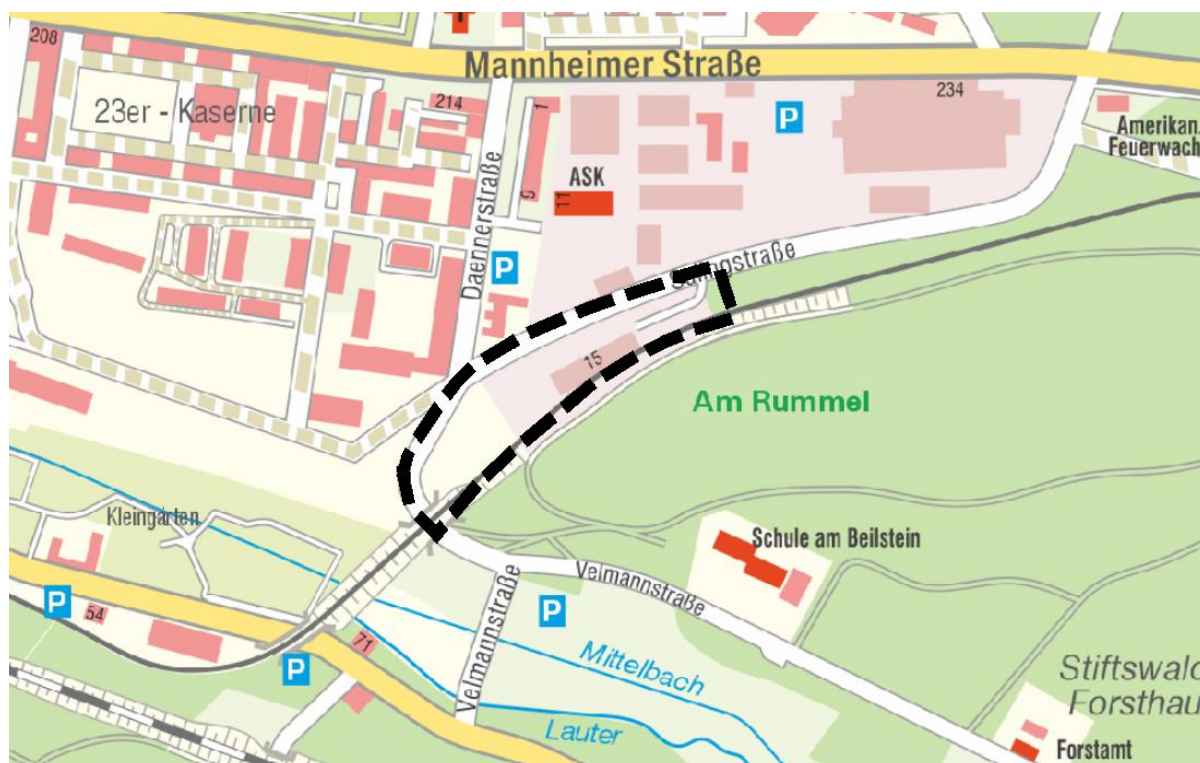 208
Mannheimer Straße
23er - Kaserne
214
1
P
234
Amerikan.
Feuerwach
ASK
11
9
Daennerstraße
P
15
Am Rummel
Kleingärten
Schule am Beilstein
Velmannstraße
P
54
P
71
P
Velmannstraße
Mittelbach
Lauter
Stiftswald
Forsthau
Forstamt